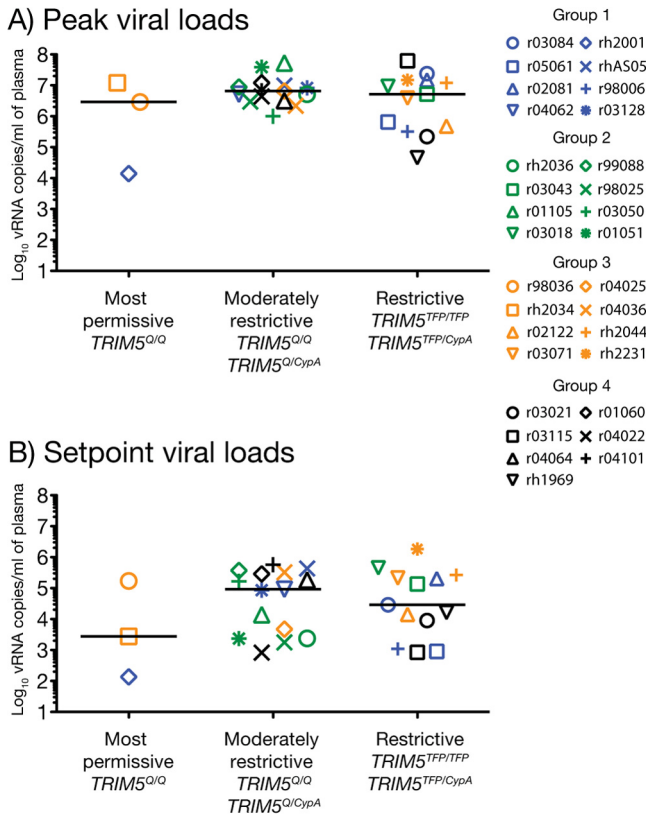 A) Peak viral loads
Log10 vRNA copies/ml of plasma
8
7
6
5
4
3
2
1
Most
permissive
TRIM5Q/Q
Moderately
restrictive
TRIM5Q/Q
TRIM5Q/CypA
Restrictive
TRIM5TFP/TFP
TRIM5TFP/CypA
Group 1
r03084 rh2001
r05061 rhAS05
r02081 r98006
r04062 r03128
Group 2
rh2036 r99088
r03043 r98025
r01105 r03050
r03018 r01051
Group 3
r98036 r04025
rh2034 r04036
r02122 rh2044
r03071 rh2231
Group 4
r03021 r01060
r03115 r04022
r04064 r04101
rh1969
B) Setpoint viral loads
Log10 vRNA copies/ml of plasma
8
7
6
5
4
3
2
1
Most
permissive
TRIM5Q/Q
Moderately
restrictive
TRIM5Q/Q
TRIM5Q/CypA
Restrictive
TRIM5TFP/TFP
TRIM5TFP/CypA